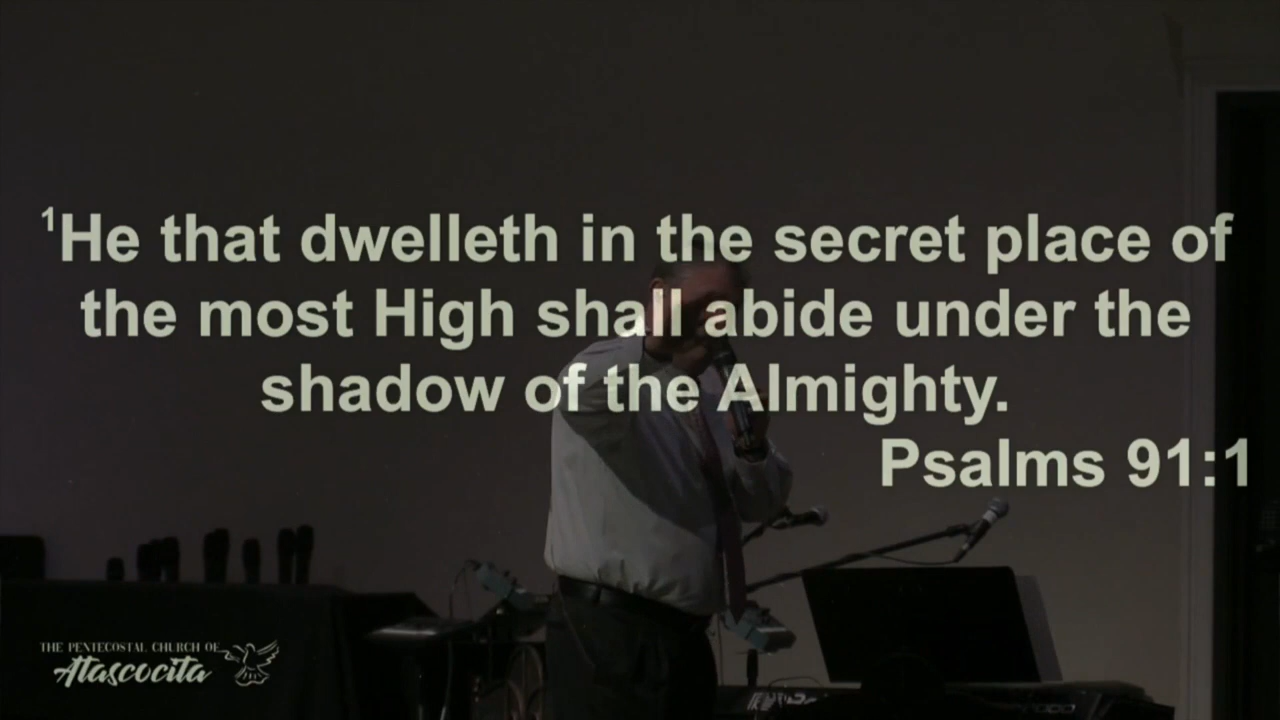 ¹He that dwelleth in the secret place of
the most High shall abide under the
shadow of the Almighty.
Psalms 91:1
THE PENTECOSTAL CHURCH OF
Atascocita